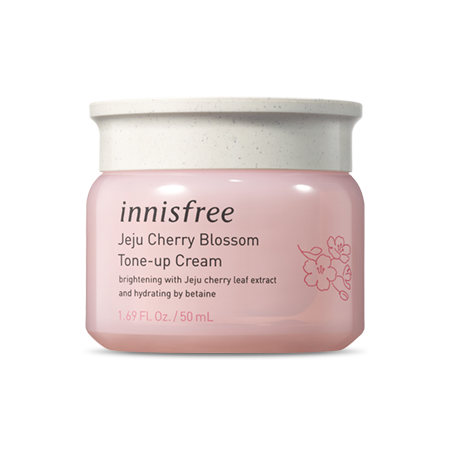 innisfree
Jeju Cherry Blossom
Tone-up Cream
brightening with Jeju cherry leaf extract
and hydrating by betaine
1.69 FL. Oz. / 50 mL